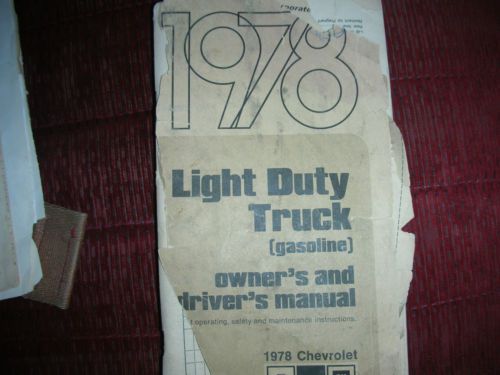 1978
Light Duty
Truck
(gasoline)
owner's and
driver's manual
operating, safety and maintenance instructions.
1978 Chevrolet